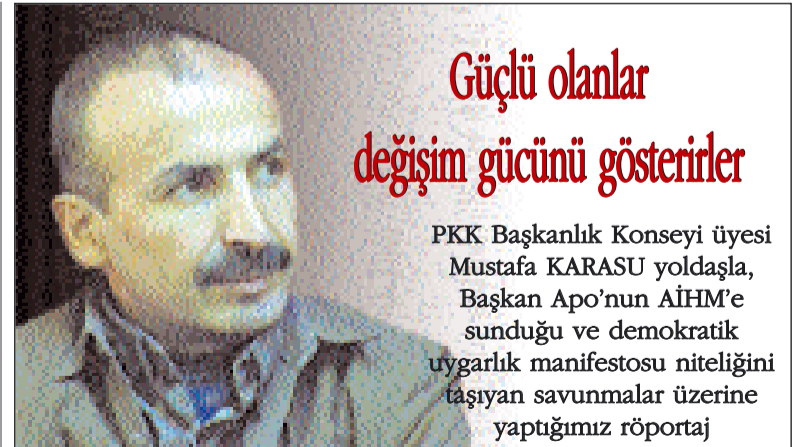 Güçlü olanlar
değişim gücünü gösterirler
PKK Başkanlık Konseyi üyesi
Mustafa KARASU yoldaşla,
Başkan Apo’nun AİHM’e
sunduğu ve demokratik
uygarlık manifestosu niteliğini
taşıyan savunmalar üzerine
yaptığımız röportaj